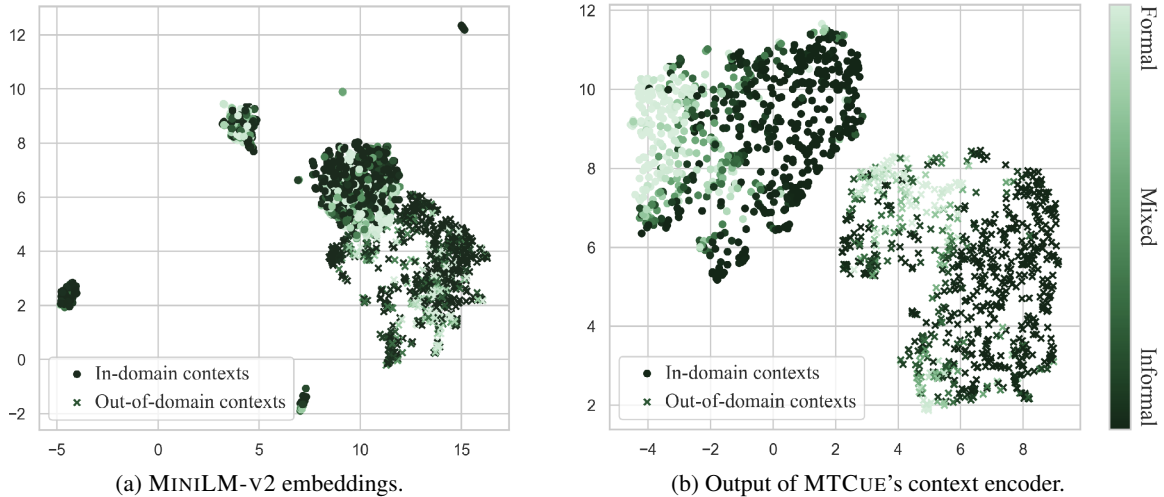 12
10
8
6
4
2
0
−2
−5
0
5
10
15
In-domain contexts
Out-of-domain contexts
(a) MINILM-V2 embeddings.
12
10
8
6
4
2
−4
−2
0
2
4
6
8
In-domain contexts
Out-of-domain contexts
(b) Output of MTCUE's context encoder.
Formal
Mixed
Informal